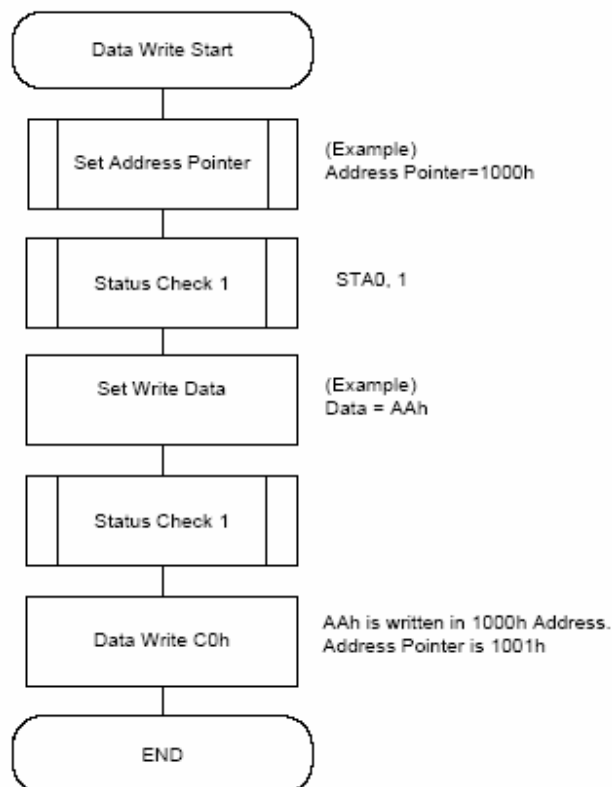 Data Write Start
Set Address Pointer
(Example)
Address Pointer=1000h
Status Check 1
STA0, 1
Set Write Data
(Example)
Data = AAh
Status Check 1
Data Write C0h
AAh is written in 1000h Address.
Address Pointer is 1001h
END